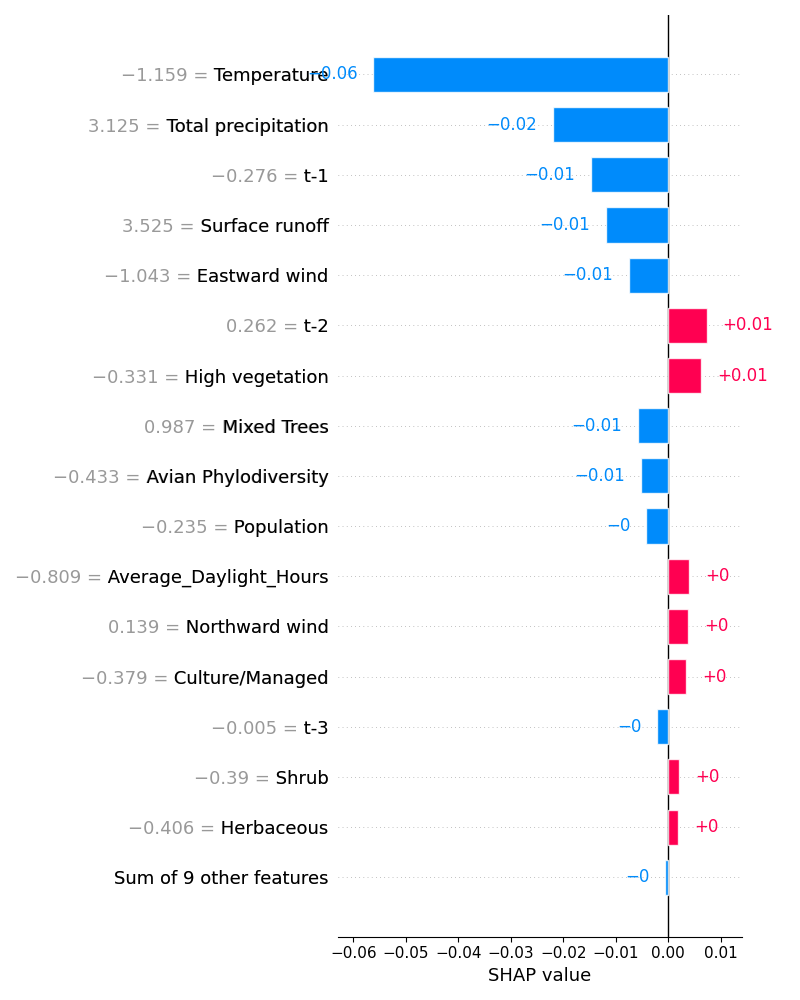 −1.159 = Temperature −0.06
3.125 = Total precipitation −0.02
−0.276 = t-1 −0.01
3.525 = Surface runoff −0.01
−1.043 = Eastward wind −0.01
0.262 = t-2 +0.01
−0.331 = High vegetation +0.01
0.987 = Mixed Trees −0.01
−0.433 = Avian Phylodiversity −0.01
−0.235 = Population −0
−0.809 = Average_Daylight_Hours +0
0.139 = Northward wind +0
−0.379 = Culture/Managed +0
−0.005 = t-3 −0
−0.39 = Shrub +0
−0.406 = Herbaceous +0
Sum of 9 other features −0
−0.06 −0.05 −0.04 −0.03 −0.02 −0.01 0.00 0.01
SHAP value